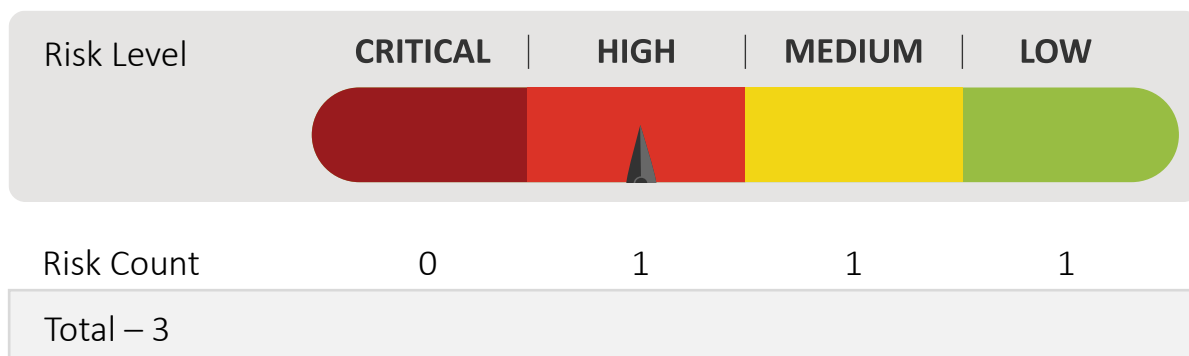 Risk Level CRITICAL | HIGH | MEDIUM | LOW
Risk Count 0 1 1 1
Total – 3